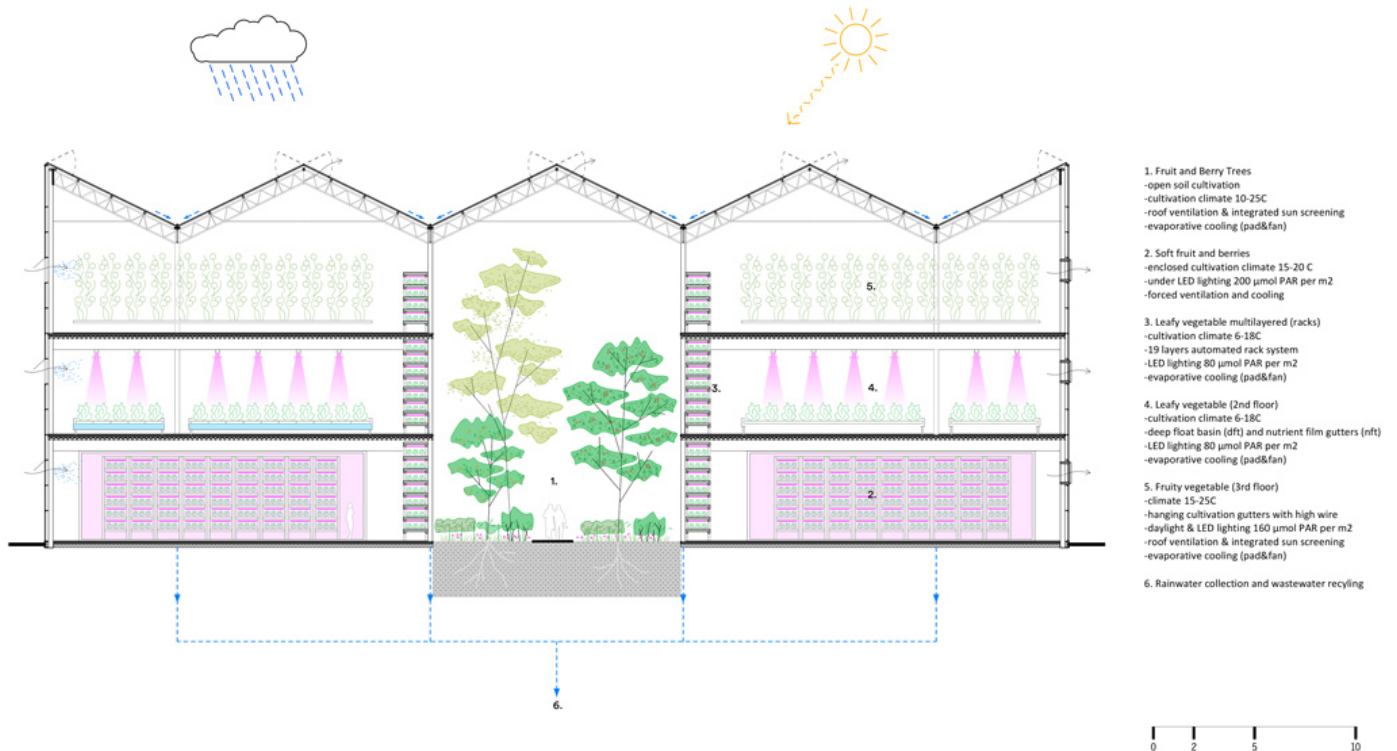 1. Fruit and Berry Trees
-open soil cultivation
-cultivation climate 10-25C
-roof ventilation & integrated sun screening
-evaporative cooling (pad&fan)
2. Soft fruit and berries
-enclosed cultivation climate 15-20 C
-under LED lighting 200 μmol PAR per m2
-forced ventilation and cooling
3. Leafy vegetable multilayered (racks)
-cultivation climate 6-18C
-19 layers automated rack system
-LED lighting 80 μmol PAR per m2
-evaporative cooling (pad&fan)
4. Leafy vegetable (2nd floor)
-cultivation climate 6-18C
-deep float basin (dft) and nutrient film gutters (nft)
-LED lighting 80 μmol PAR per m2
-evaporative cooling (pad&fan)
5. Fruity vegetable (3rd floor)
-climate 15-25C
-hanging cultivation gutters with high wire
-daylight & LED lighting 160 μmol PAR per m2
-roof ventilation & integrated sun screening
-evaporative cooling (pad&fan)
6. Rainwater collection and wastewater recyling
5.
3.
4.
1.
2.
6.
0 2 5 10